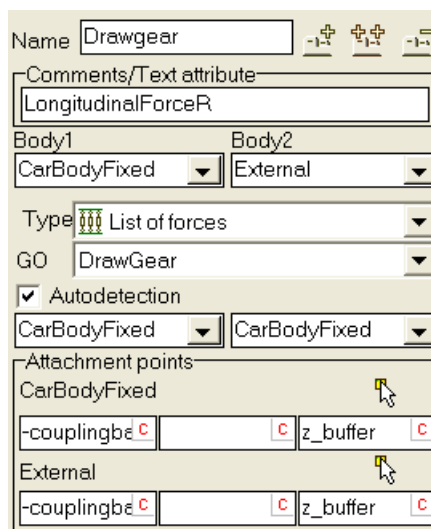 Name Drawgear
Comments/Text attribute
LongitudinalForceR
Body1 Body2
CarBodyFixed External
Type List of forces
GO DrawGear
Autodetection
CarBodyFixed CarBodyFixed
Attachment points
CarBodyFixed
-couplingba C C z_buffer C
External
-couplingba C C z_buffer C